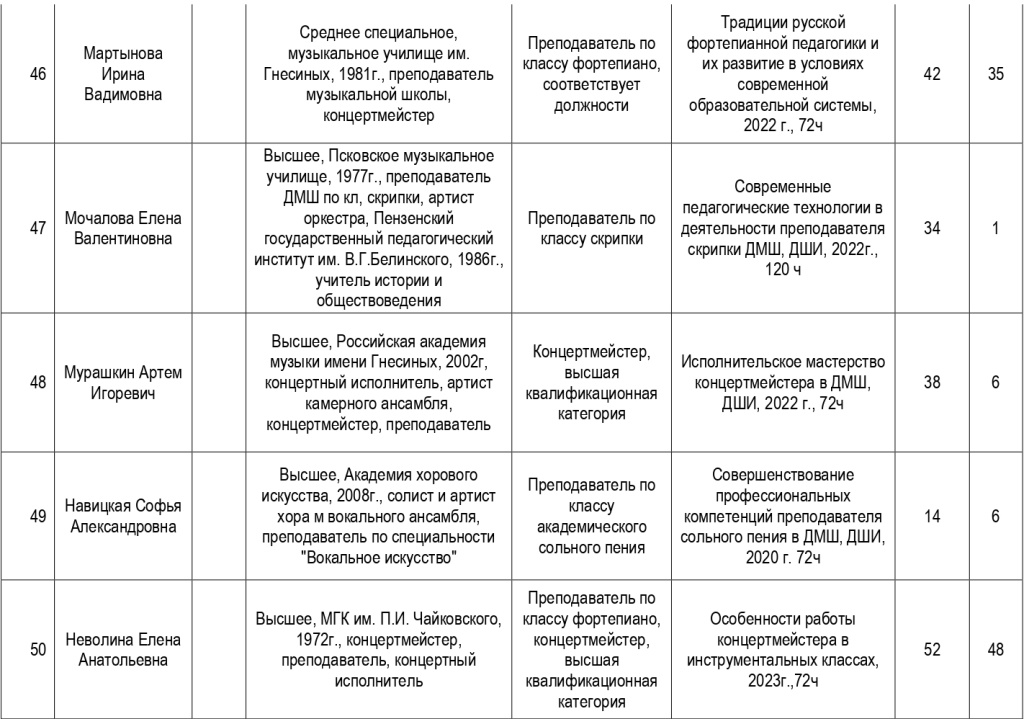 46
Мартынова
Ирина
Вадимовна
Среднее специальное,
музыкальное училище им.
Гнесиных, 1981г., преподаватель
музыкальной школы,
концертмейстер
Преподаватель по
классу фортепиано,
соответствует
должности
Традиции русской
фортепианной педагогики и
их развитие в условиях
современной
образовательной системы,
2022 г., 72ч
42
35
47
Мочалова Елена
Валентиновна
Высшее, Псковское музыкальное
училище, 1977г., преподаватель
ДМШ по кл, скрипки, артист
оркестра, Пензенский
государственный педагогический
институт им. В.Г.Белинского, 1986г.,
учитель истории и
обществоведения
Преподаватель по
классу скрипки
Современные
педагогические технологии в
деятельности преподавателя
скрипки ДМШ, ДШИ, 2022г.,
120 ч
34
1
48
Мурашкин Артем
Игоревич
Высшее, Российская академия
музыки имени Гнесиных, 2002г,
концертный исполнитель, артист
камерного ансамбля,
концертмейстер, преподаватель
Концертмейстер,
высшая
квалификационная
категория
Исполнительское мастерство
концертмейстера в ДМШ,
ДШИ, 2022 г., 72ч
38
6
49
Навицкая Софья
Александровна
Высшее, Академия хорового
искусства, 2008г., солист и артист
хора м вокального ансамбля,
преподаватель по специальности
"Вокальное искусство"
Преподаватель по
классу
академического
сольного пения
Совершенствование
профессиональных
компетенций преподавателя
сольного пения в ДМШ, ДШИ,
2020 г. 72ч
14
6
50
Неволина Елена
Анатольевна
Высшее, МГК им. П.И. Чайковского,
1972г., концертмейстер,
преподаватель, концертный
исполнитель
Преподаватель по
классу фортепиано,
концертмейстер,
высшая
квалификационная
категория
Особенности работы
концертмейстера в
инструментальных классах,
2023г.,72ч
52
48